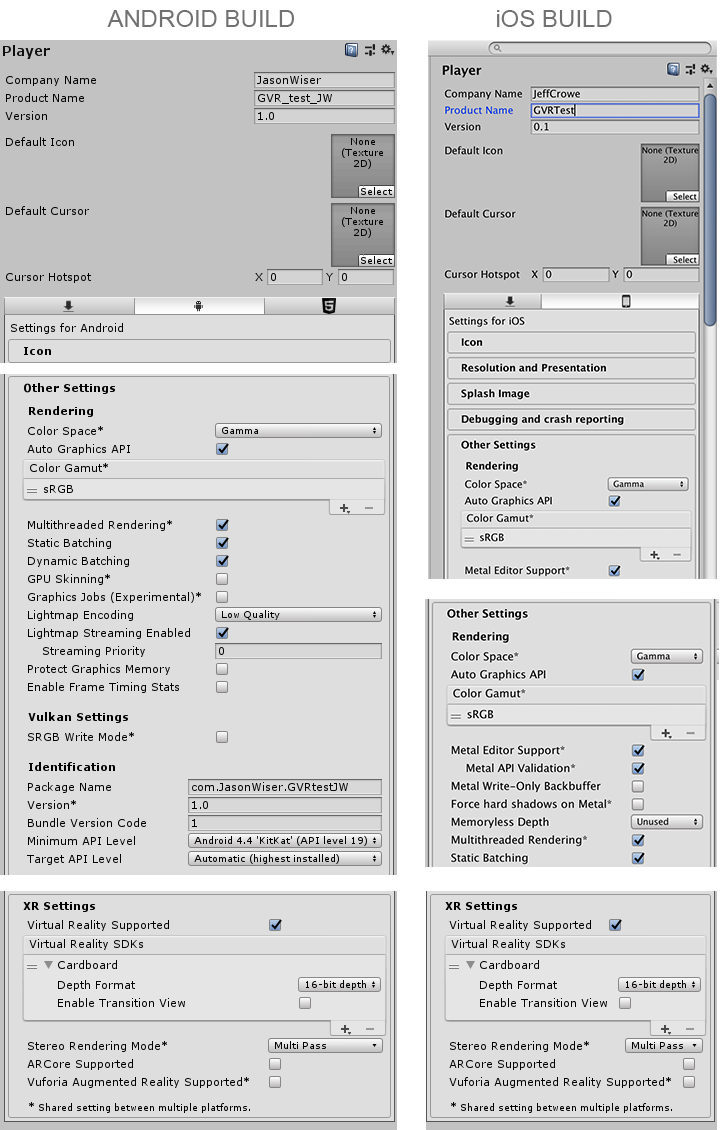 ANDROID BUILD
Player
Company Name JasonWiser
Product Name GVR_test_JW
Version 1.0
Default Icon
None
(Texture
2D)
Select
Default Cursor
None
(Texture
2D)
Select
Cursor Hotspot X 0 Y 0
Settings for Android
Icon
Other Settings
Rendering
Color Space* Gamma
Auto Graphics API
Color Gamut*
sRGB
Multithreaded Rendering*
Static Batching
Dynamic Batching
GPU Skinning*
Graphics Jobs (Experimental)*
Lightmap Encoding Low Quality
Lightmap Streaming Enabled
Streaming Priority 0
Protect Graphics Memory
Enable Frame Timing Stats
Vulkan Settings
SRGB Write Mode*
Identification
Package Name com.JasonWiser.GVRtestJW
Version* 1.0
Bundle Version Code 1
Minimum API Level Android 4.4 'KitKat' (API level 19)
Target API Level Automatic (highest installed)
XR Settings
Virtual Reality Supported
Virtual Reality SDKs
Cardboard
Depth Format 16-bit depth
Enable Transition View
Stereo Rendering Mode* Multi Pass
ARCore Supported
Vuforia Augmented Reality Supported*
* Shared setting between multiple platforms.
iOS BUILD
Player
Company Name JeffCrowe
Product Name GVRTest
Version 0.1
Default Icon
None (Texture
2D)
Select
Default Cursor
None (Texture
2D)
Select
Cursor Hotspot X 0 Y 0
Settings for iOS
Icon
Resolution and Presentation
Splash Image
Debugging and crash reporting
Other Settings
Rendering
Color Space* Gamma
Auto Graphics API
Color Gamut*
sRGB
Metal Editor Support*
Other Settings
Rendering
Color Space* Gamma
Auto Graphics API
Color Gamut*
sRGB
Metal Editor Support*
Metal API Validation*
Metal Write-Only Backbuffer
Force hard shadows on Metal*
Memoryless Depth Unused
Multithreaded Rendering*
Static Batching
XR Settings
Virtual Reality Supported
Virtual Reality SDKs
Cardboard
Depth Format 16-bit depth
Enable Transition View
Stereo Rendering Mode* Multi Pass
ARCore Supported
Vuforia Augmented Reality Supported*
* Shared setting between multiple platforms.